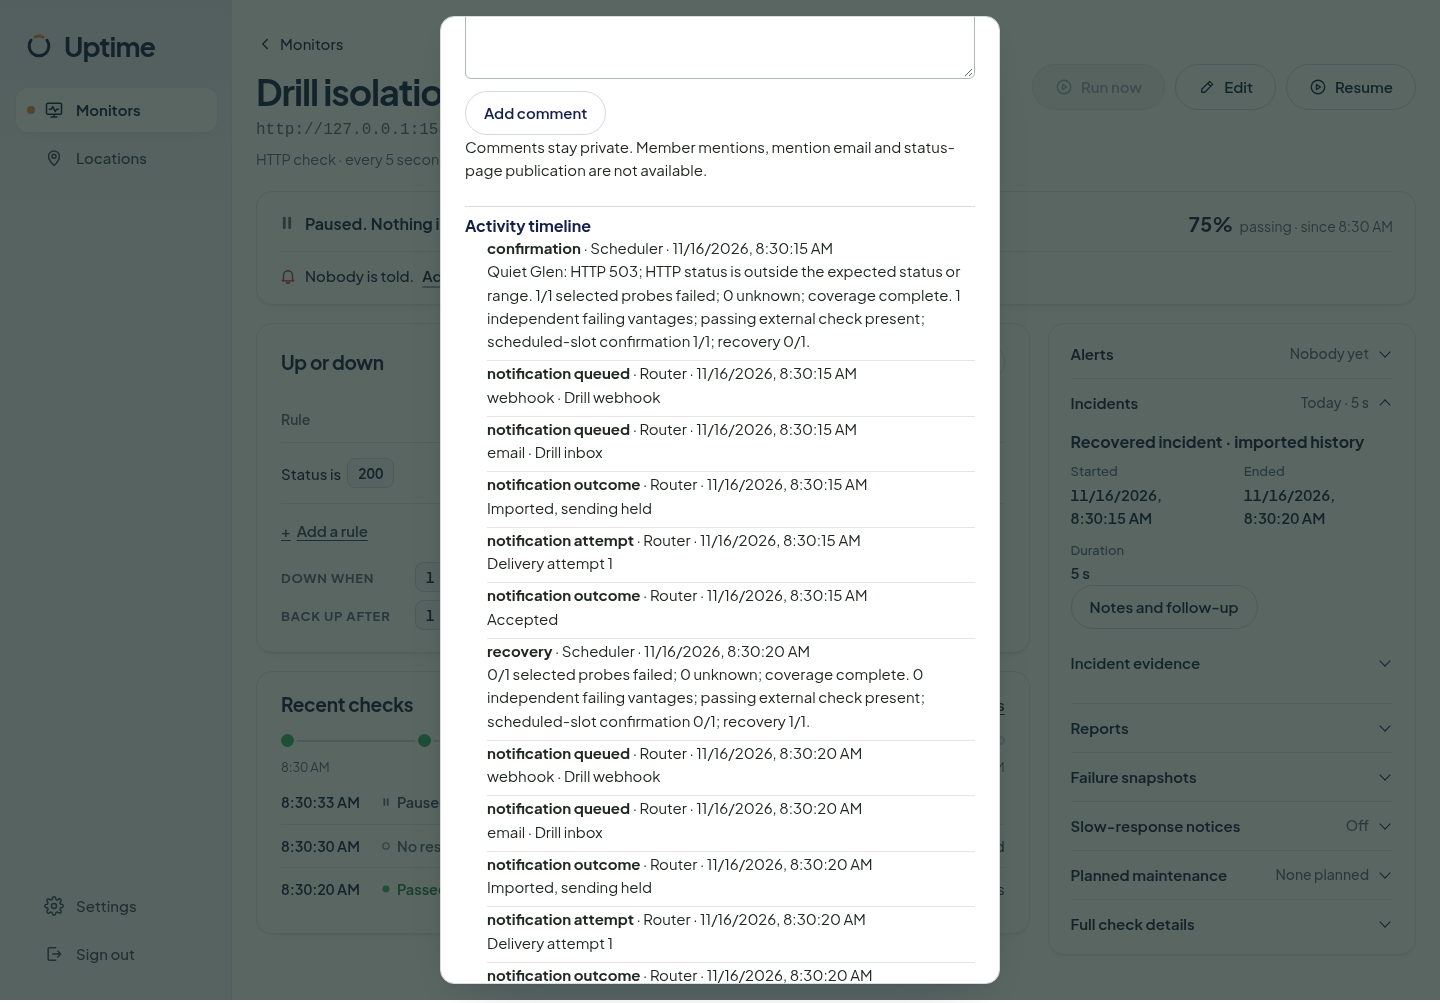 Uptime
Monitors
Locations
Settings
Sign out
Monitors
Drill isolatio
http://127.0.0.1:15
HTTP check · every 5 secon
Run now
Edit
Resume
Paused. Nothing i
75% passing · since 8:30 AM
Nobody is told. Ad
Up or down
Rule
Status is 200
+ Add a rule
DOWN WHEN 1
BACK UP AFTER 1
Recent checks
8:30 AM
8:30:33 AM Pause
8:30:30 AM No res
8:30:20 AM Passe
Add comment
Comments stay private. Member mentions, mention email and status-
page publication are not available.
Activity timeline
confirmation · Scheduler · 11/16/2026, 8:30:15 AM
Quiet Glen: HTTP 503; HTTP status is outside the expected status or
range. 1/1 selected probes failed; 0 unknown; coverage complete. 1
independent failing vantages; passing external check present;
scheduled-slot confirmation 1/1; recovery 0/1.
notification queued · Router · 11/16/2026, 8:30:15 AM
webhook · Drill webhook
notification queued · Router · 11/16/2026, 8:30:15 AM
email · Drill inbox
notification outcome · Router · 11/16/2026, 8:30:15 AM
Imported, sending held
notification attempt · Router · 11/16/2026, 8:30:15 AM
Delivery attempt 1
notification outcome · Router · 11/16/2026, 8:30:15 AM
Accepted
recovery · Scheduler · 11/16/2026, 8:30:20 AM
0/1 selected probes failed; 0 unknown; coverage complete. 0
independent failing vantages; passing external check present;
scheduled-slot confirmation 0/1; recovery 1/1.
notification queued · Router · 11/16/2026, 8:30:20 AM
webhook · Drill webhook
notification queued · Router · 11/16/2026, 8:30:20 AM
email · Drill inbox
notification outcome · Router · 11/16/2026, 8:30:20 AM
Imported, sending held
notification attempt · Router · 11/16/2026, 8:30:20 AM
Delivery attempt 1
notification outcome · Router · 11/16/2026, 8:30:20 AM
Alerts Nobody yet
Incidents Today · 5 s
Recovered incident · imported history
Started Ended
11/16/2026, 11/16/2026,
8:30:15 AM 8:30:20 AM
Duration
5 s
Notes and follow-up
Incident evidence
Reports
Failure snapshots
Slow-response notices Off
Planned maintenance None planned
Full check details